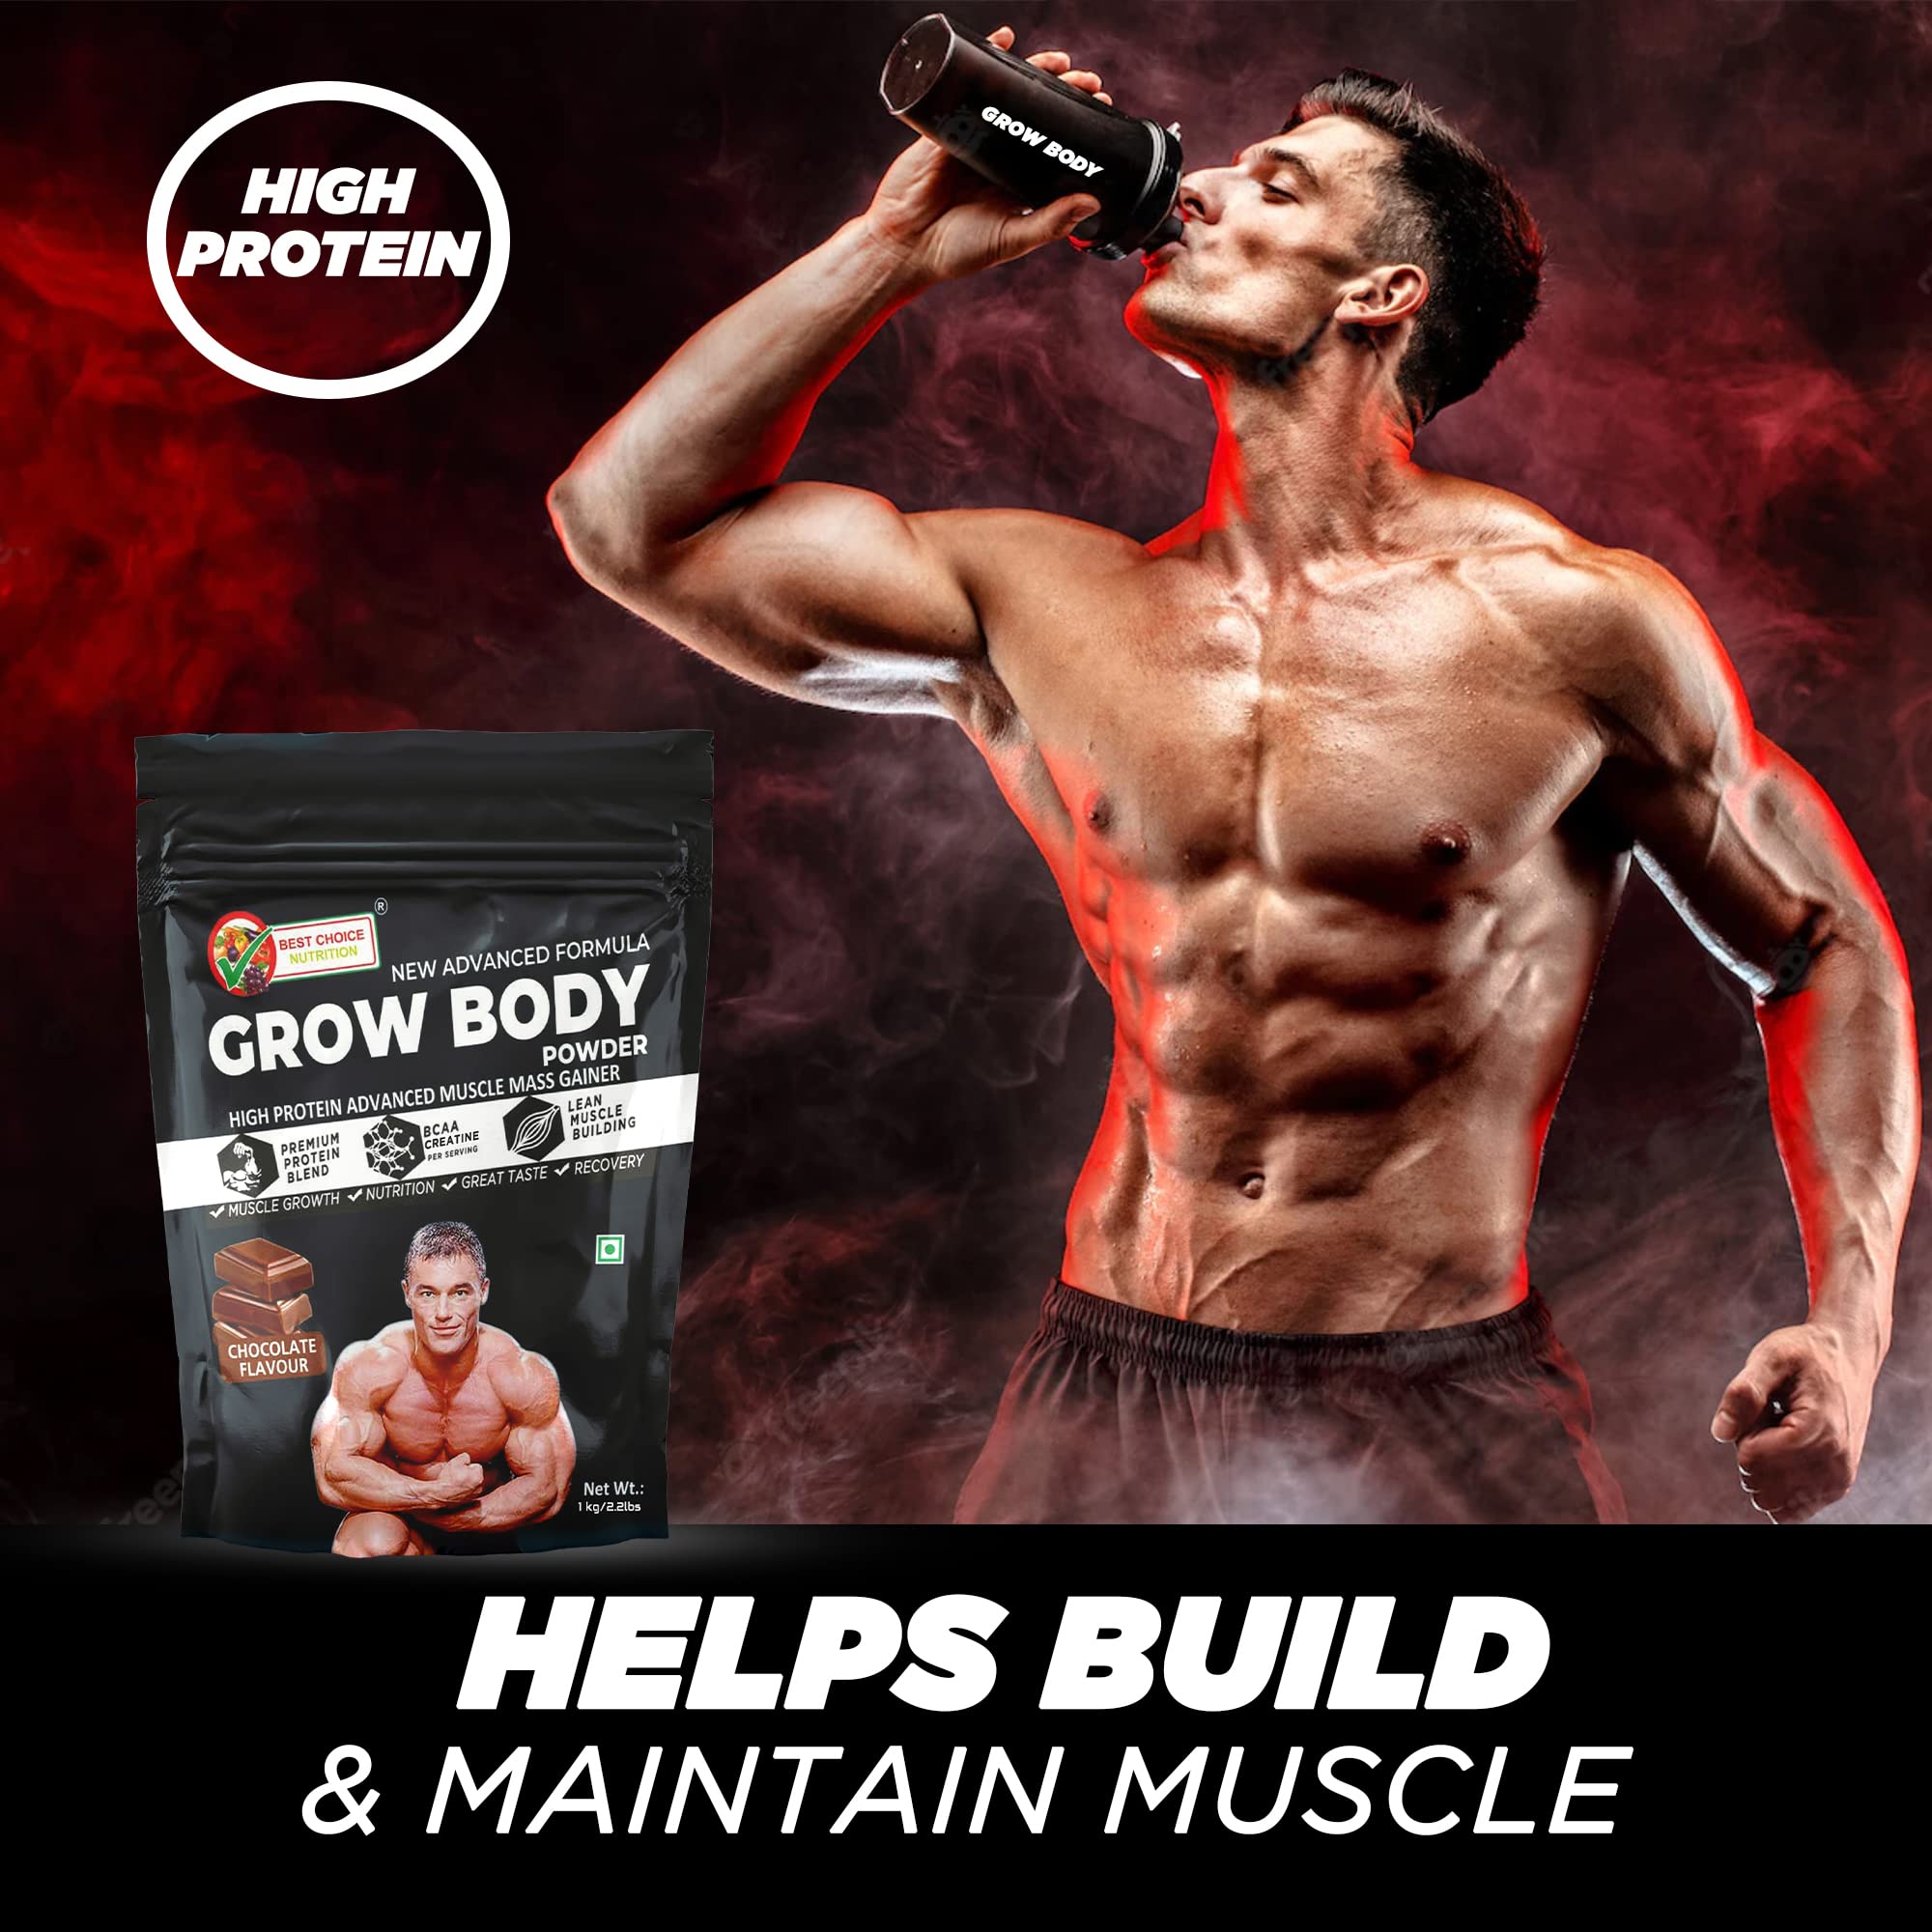 GROW BODY
HIGH
PROTEIN
BEST CHOICE
NUTRITION
®
NEW ADVANCED FORMULA
GROW BODY
POWDER
HIGH PROTEIN ADVANCED MUSCLE MASS GAINER
PREMIUM
PROTEIN
BLEND
BCAA
CREATINE
PER SERVING
LEAN
MUSCLE
BUILDING
MUSCLE GROWTH NUTRITION GREAT TASTE RECOVERY
CHOCOLATE
FLAVOUR
Net Wt.:
1 kg/2.2lbs
HELPS BUILD
& MAINTAIN MUSCLE